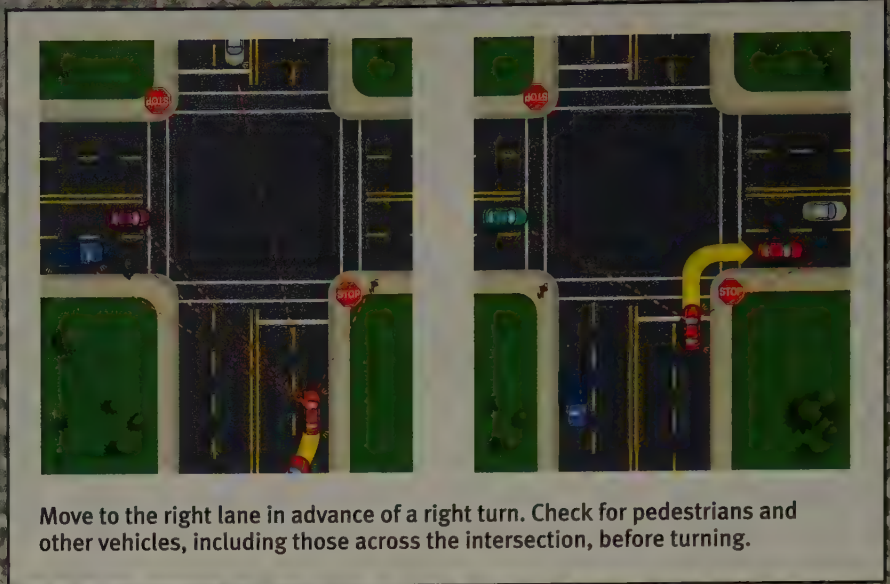 STOP
STOP
STOP
STOP
Move to the right lane in advance of a right turn. Check for pedestrians and
other vehicles, including those across the intersection, before turning.